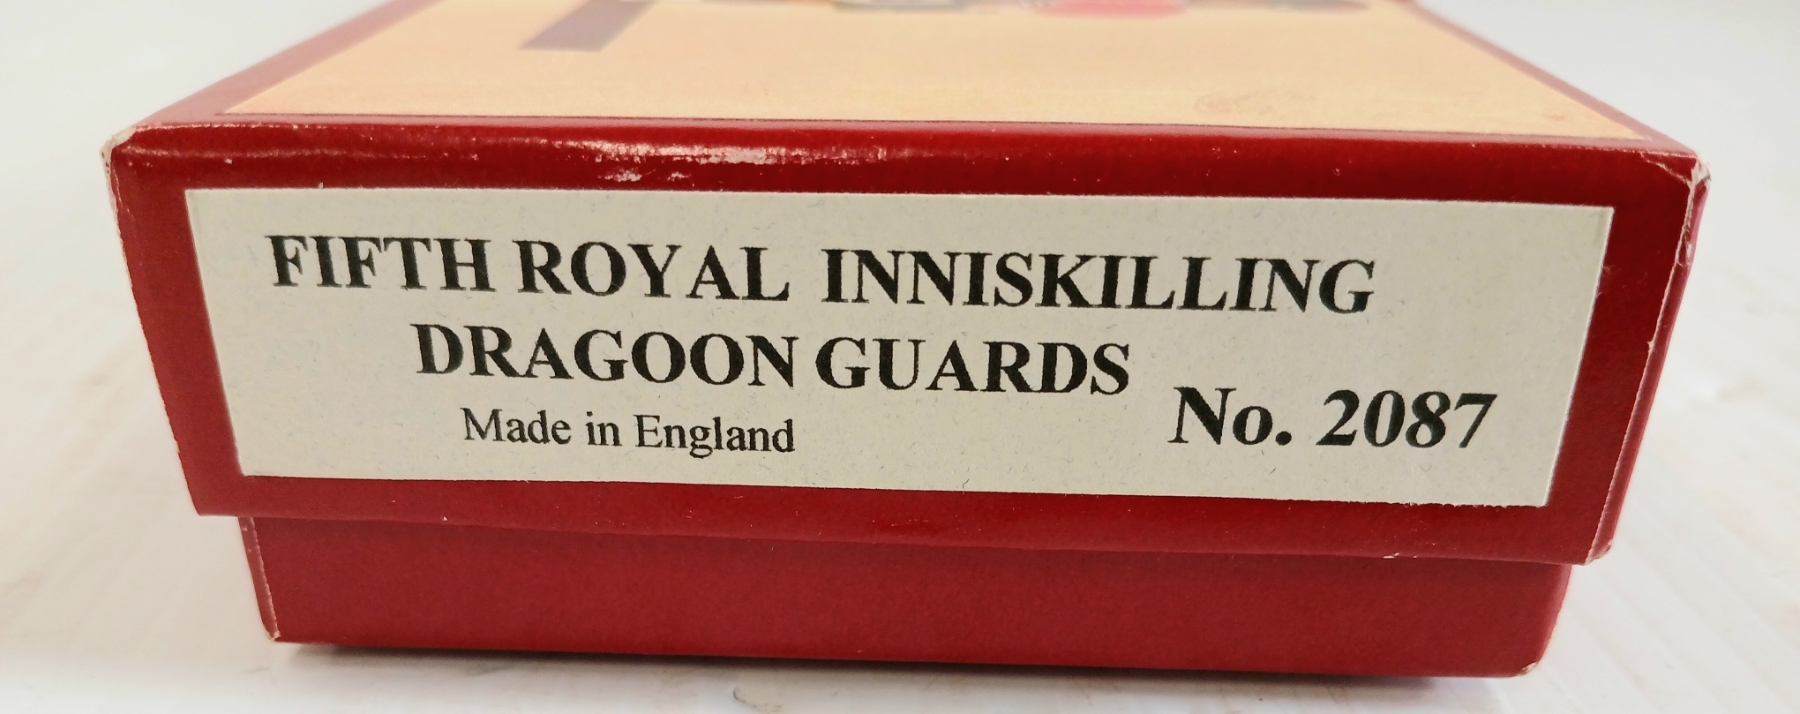 FIFTH ROYAL INNISKILLING
DRAGOON GUARDS
Made in England
No. 2087